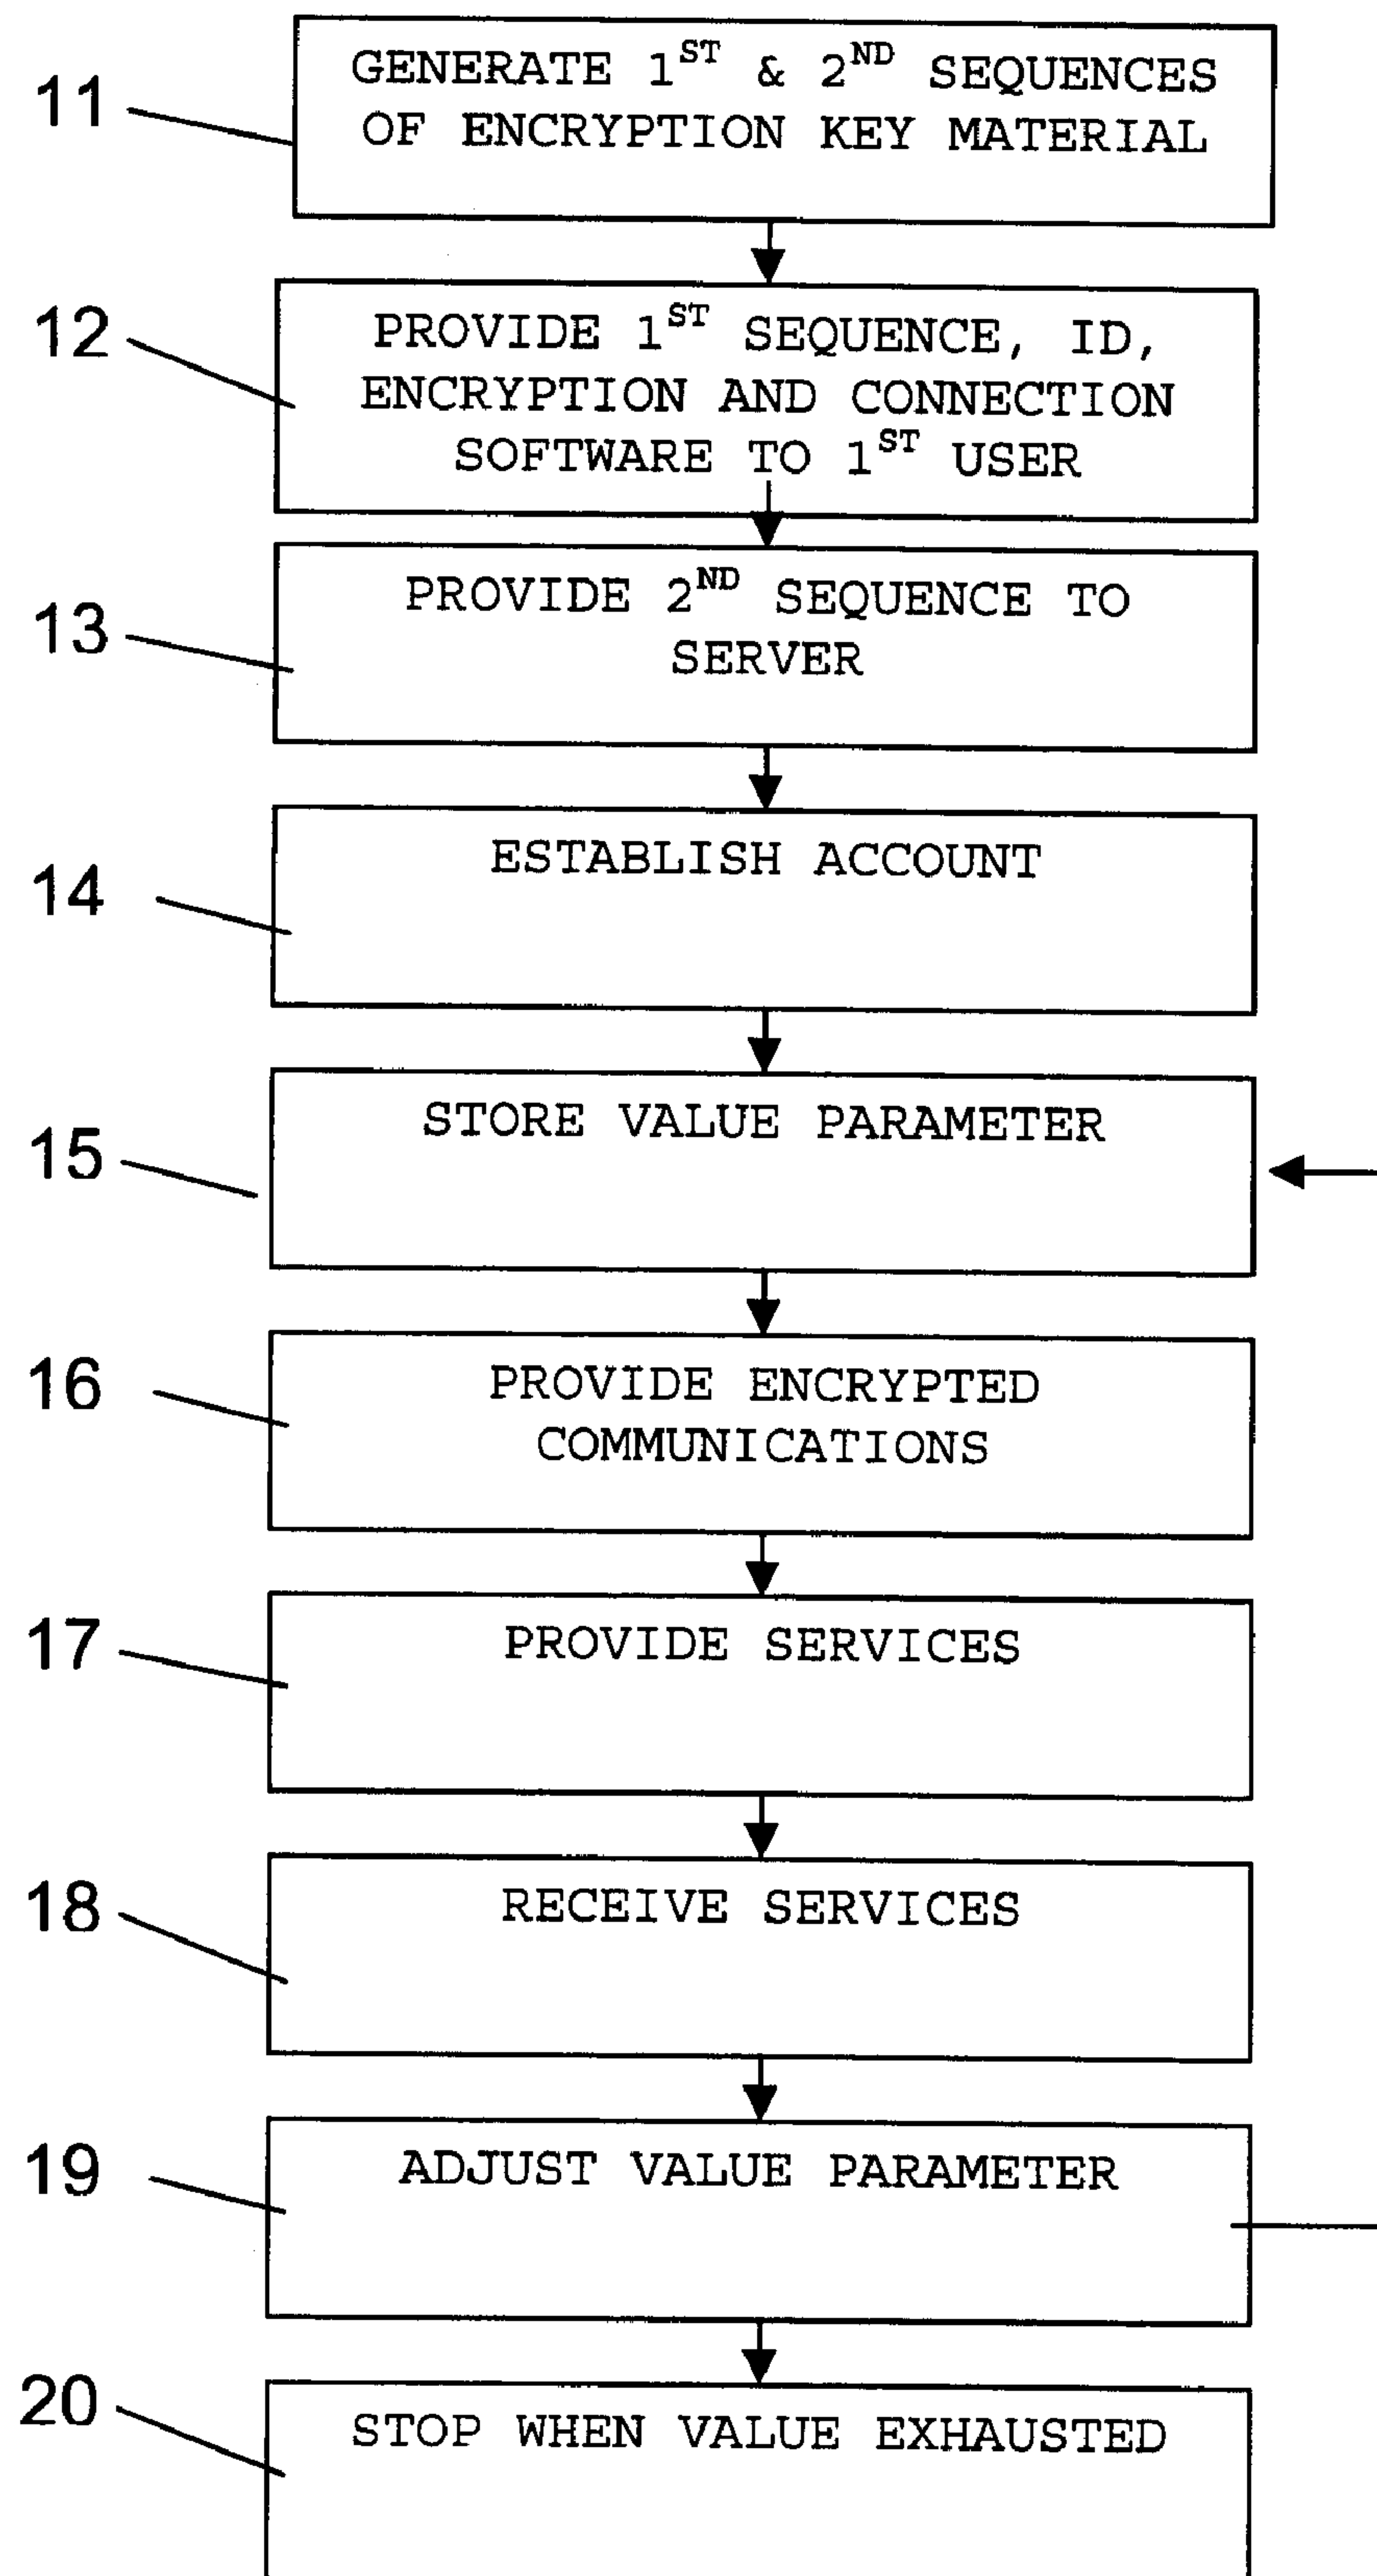 11
GENERATE 1ST & 2ND SEQUENCES
OF ENCRYPTION KEY MATERIAL
12
PROVIDE 1ST SEQUENCE, ID,
ENCRYPTION AND CONNECTION
SOFTWARE TO 1ST USER
13
PROVIDE 2ND SEQUENCE TO
SERVER
14
ESTABLISH ACCOUNT
15
STORE VALUE PARAMETER
16
PROVIDE ENCRYPTED
COMMUNICATIONS
17
PROVIDE SERVICES
18
RECEIVE SERVICES
19
ADJUST VALUE PARAMETER
20
STOP WHEN VALUE EXHAUSTED